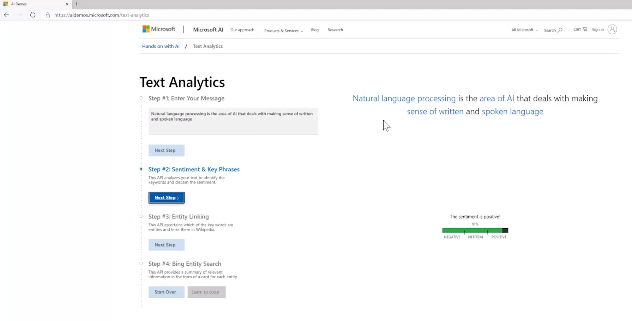 AI Demos
https://aidemos.microsoft.com/text-analytics
Microsoft | Microsoft AI Our approach Products & Services Blog Research All Microsoft Search Cart Sign in
Hands on with AI / Text Analytics
Text Analytics
Step #1: Enter Your Message
Natural language processing is the area of AI that deals with making sense of written
and spoken language
Next Step
Step #2: Sentiment & Key Phrases
This API analyzes your text to identify the
keywords and discern the sentiment.
Next Step
Step #3: Entity Linking
This API ascertains which of the key words are
entities and links them to Wikipedia.
Next Step
Step #4: Bing Entity Search
This API provides a summary of relevant
information in the form of a card for each entity
Start Over
Natural language processing is the area of AI that deals with making
sense of written and spoken language
The sentiment is positive!
NEGATIVE NEUTRAL POSITIVE